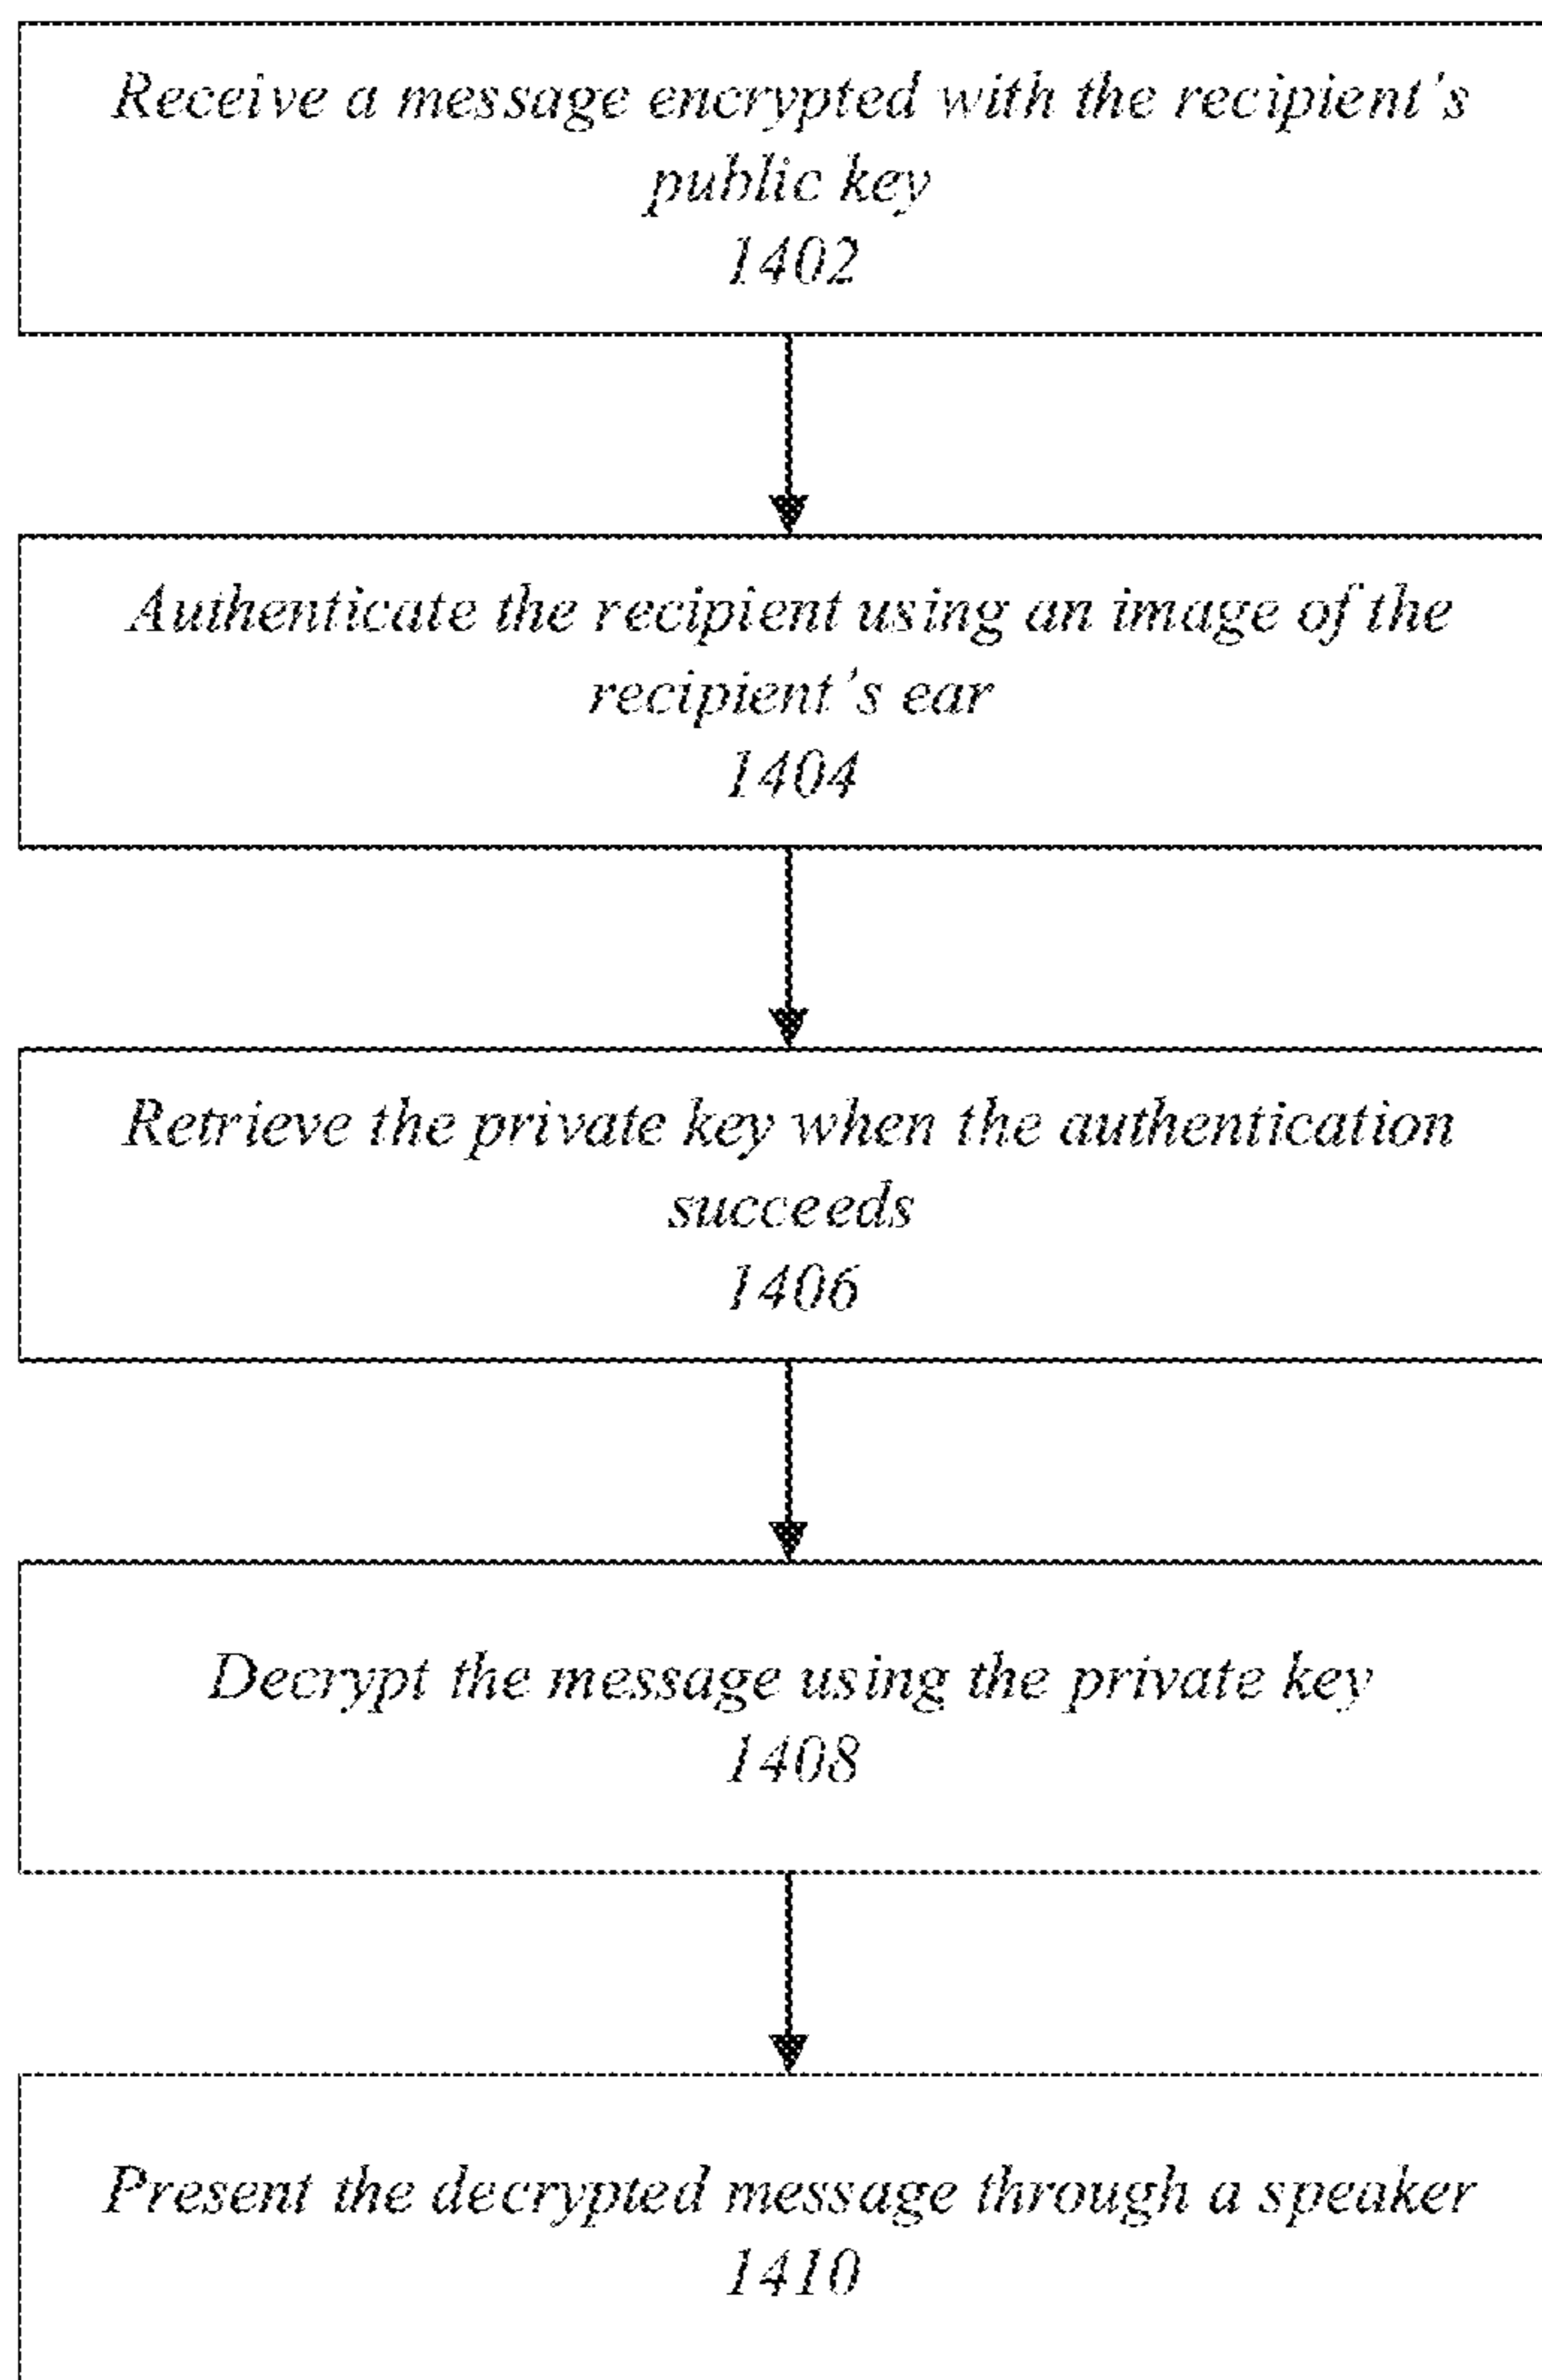 Receive a message encrypted with the recipient's
public key
1402
Authenticate the recipient using an image of the
recipient's ear
1404
Retrieve the private key when the authentication
succeeds
1406
Decrypt the message using the private key
1408
Present the decrypted message through a speaker
1410